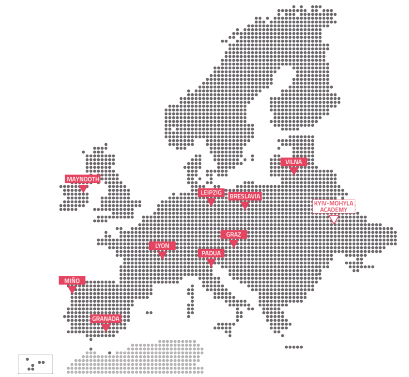 VILNA
MAYNOOTH
LEIPZIG
BRESLAVIA
KYIV-MOHYLA
ACADEMY
GRAZ
LYON
PADUA
MIÑO
GRANADA